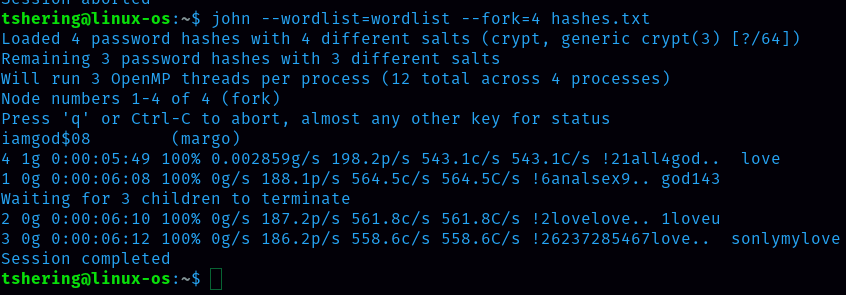 Session aborted
tshering@linux-os:~$ john --wordlist=wordlist --fork=4 hashes.txt
Loaded 4 password hashes with 4 different salts (crypt, generic crypt(3) [?/64])
Remaining 3 password hashes with 3 different salts
Will run 3 OpenMP threads per process (12 total across 4 processes)
Node numbers 1-4 of 4 (fork)
Press 'q' or Ctrl-C to abort, almost any other key for status
iamgod$08        (margo)
4 1g 0:00:05:49 100% 0.002859g/s 198.2p/s 543.1c/s 543.1C/s !21all4god..  love
1 0g 0:00:06:08 100% 0g/s 188.1p/s 564.5c/s 564.5C/s !6analsex9.. god143
Waiting for 3 children to terminate
2 0g 0:00:06:10 100% 0g/s 187.2p/s 561.8c/s 561.8C/s !2lovelove.. 1loveu
3 0g 0:00:06:12 100% 0g/s 186.2p/s 558.6c/s 558.6C/s !26237285467love..  sonlymylove
Session completed
tshering@linux-os:~$